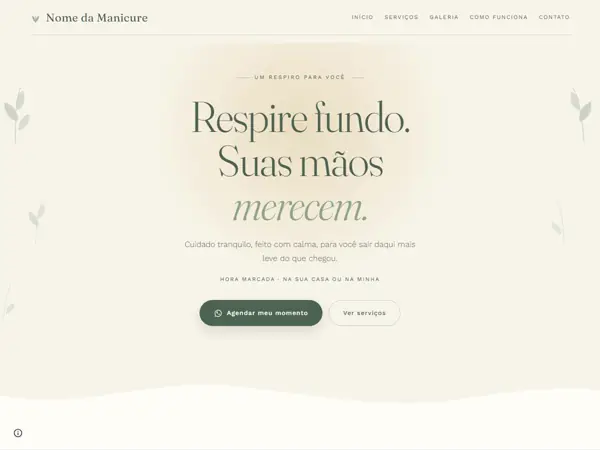 Nome da Manicure
INÍCIO SERVIÇOS GALERIA COMO FUNCIONA CONTATO
UM RESPIRO PARA VOCÊ
Respire fundo.
Suas mãos
merecem.
Cuidado tranquilo, feito com calma, para você sair daqui mais
leve do que chegou.
HORA MARCADA · NA SUA CASA OU NA MINHA
Agendar meu momento Ver serviços